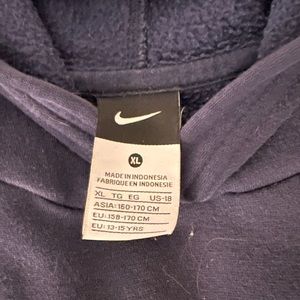 XL
MADE IN INDONESIA
FABRIQUE EN INDONESIE
XL TG EG US-18
ASIA: 160-170 CM
EU: 158-170 CM
EU: 13-15 YRS